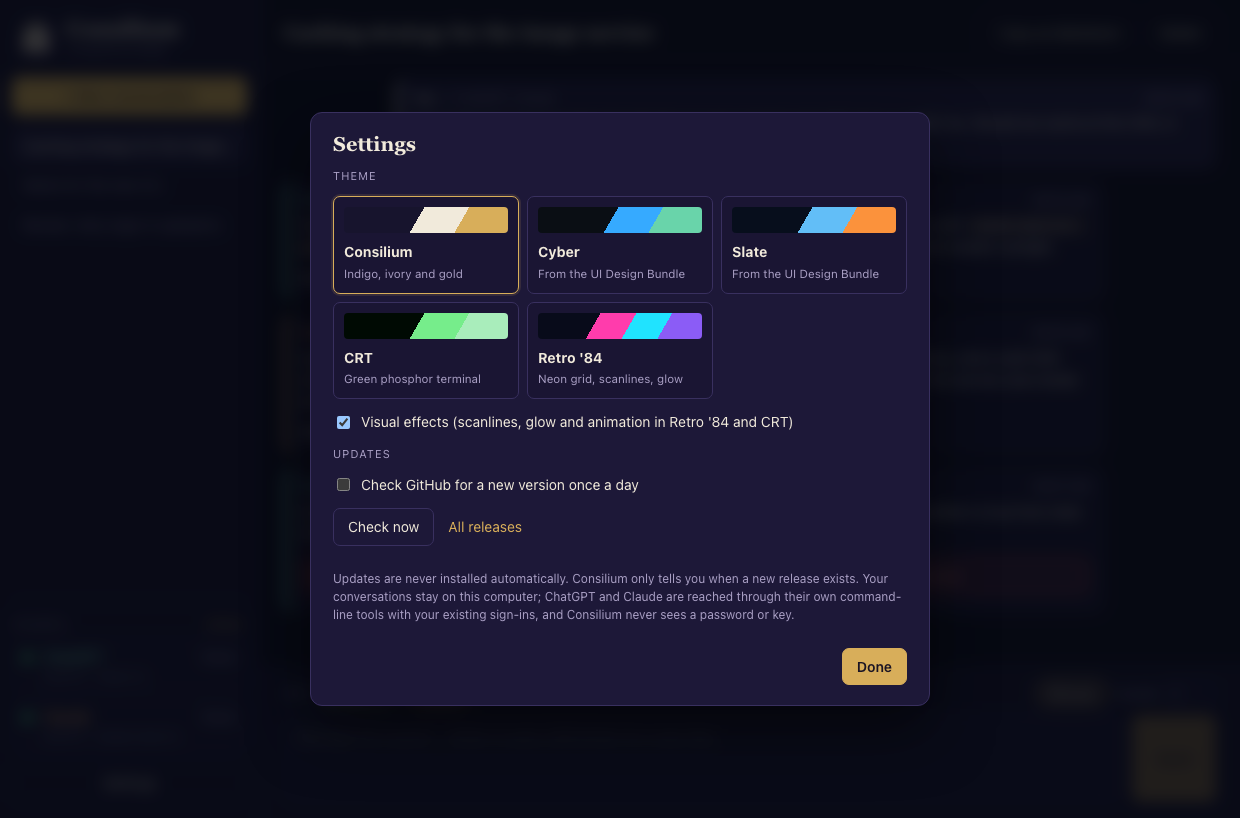 Settings
THEME
Consilium
Indigo, ivory and gold
Cyber
From the UI Design Bundle
Slate
From the UI Design Bundle
CRT
Green phosphor terminal
Retro '84
Neon grid, scanlines, glow
Visual effects (scanlines, glow and animation in Retro '84 and CRT)
UPDATES
Check GitHub for a new version once a day
Check now
All releases
Updates are never installed automatically. Consilium only tells you when a new release exists. Your
conversations stay on this computer; ChatGPT and Claude are reached through their own command-
line tools with your existing sign-ins, and Consilium never sees a password or key.
Done